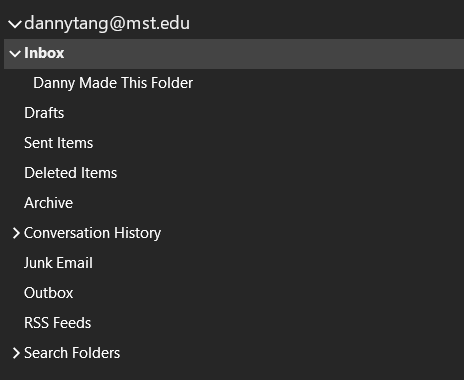 dannytang@mst.edu
Inbox
Danny Made This Folder
Drafts
Sent Items
Deleted Items
Archive
Conversation History
Junk Email
Outbox
RSS Feeds
Search Folders